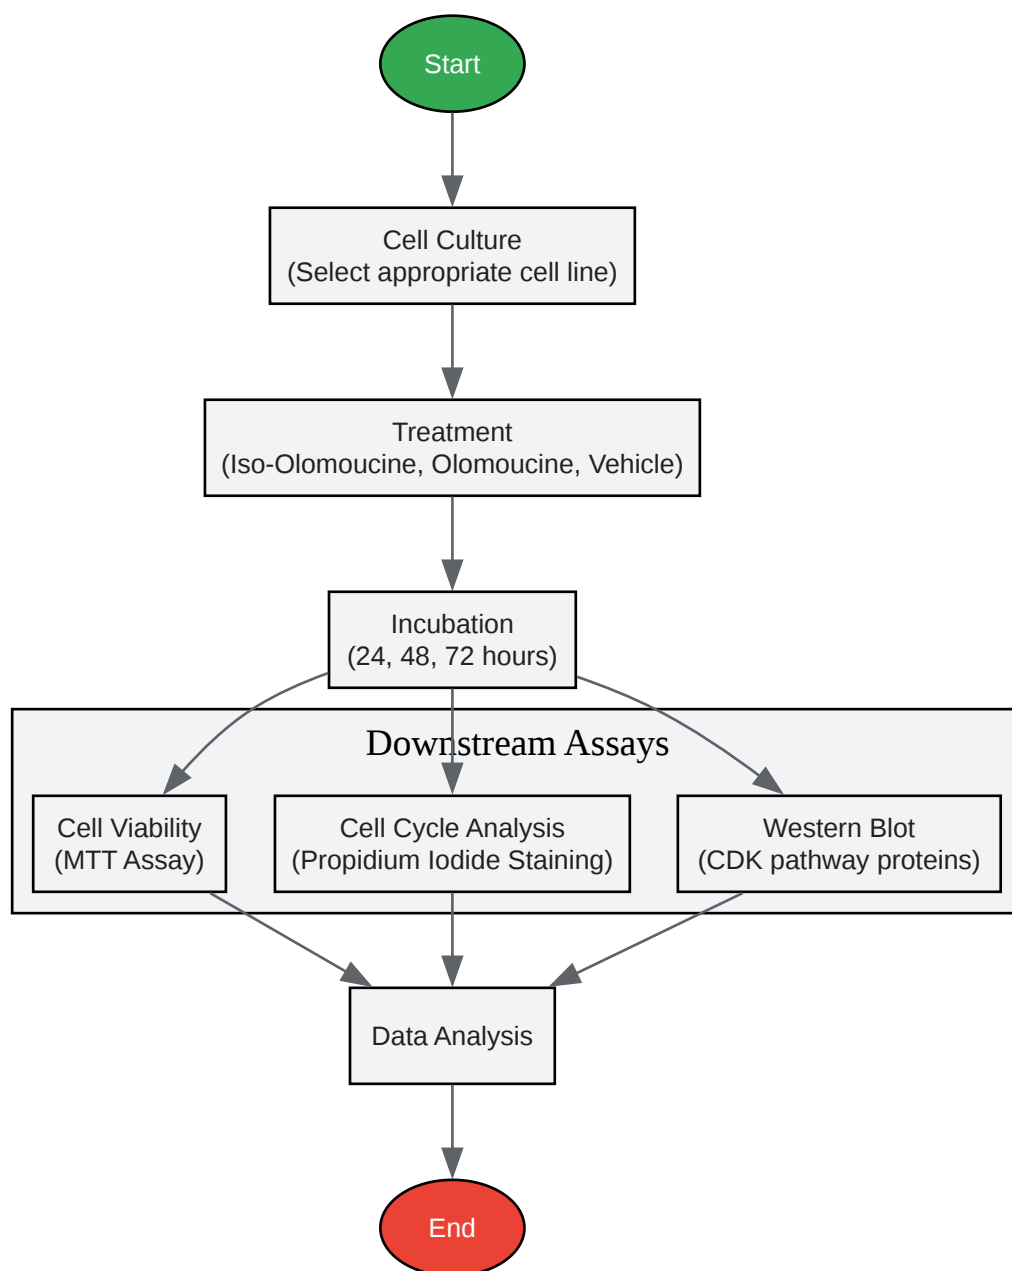 Start
Cell Culture
(Select appropriate cell line)
Treatment
(Iso-Olomoucine, Olomoucine, Vehicle)
Incubation
(24, 48, 72 hours)
Downstream Assays
Cell Viability
(MTT Assay)
Cell Cycle Analysis
(Propidium Iodide Staining)
Western Blot
(CDK pathway proteins)
Data Analysis
End